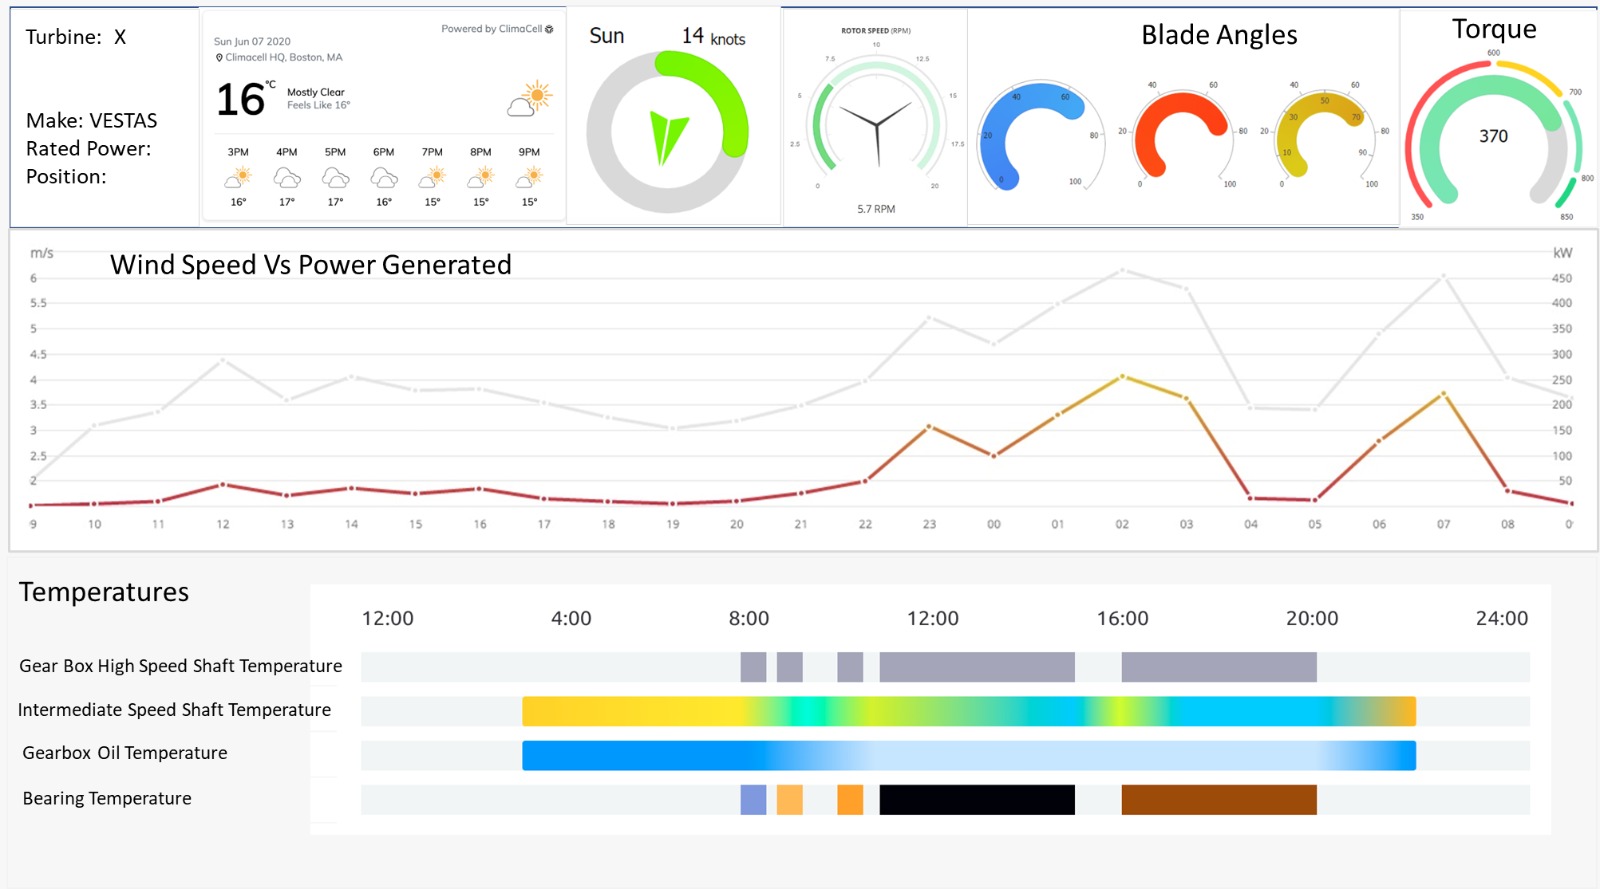 Turbine: X
Make: VESTAS
Rated Power:
Position:
Powered by ClimaCell
Sun Jun 07 2020
Climacell HQ, Boston, MA
16 °C
Mostly Clear
Feels Like 16°
3PM 4PM 5PM 6PM 7PM 8PM 9PM
16° 17° 17° 16° 15° 15° 15°
Sun 14 knots
ROTOR SPEED (RPM)
0 2.5 5 7.5 10 12.5 15 17.5 20
5.7 RPM
Blade Angles
0 20 40 60 80 100
0 20 40 60 80 100
0 20 40 60 80 100
10 30 50 70 90
Torque
350 600 700 800 850
370
Wind Speed Vs Power Generated
m/s kW
6 450
5.5 400
5 350
4.5 300
4 250
3.5 200
3 150
2.5 100
2 50
9 10 11 12 13 14 15 16 17 18 19 20 21 22 23 00 01 02 03 04 05 06 07 08 0
Temperatures
12:00 4:00 8:00 12:00 16:00 20:00 24:00
Gear Box High Speed Shaft Temperature
Intermediate Speed Shaft Temperature
Gearbox Oil Temperature
Bearing Temperature